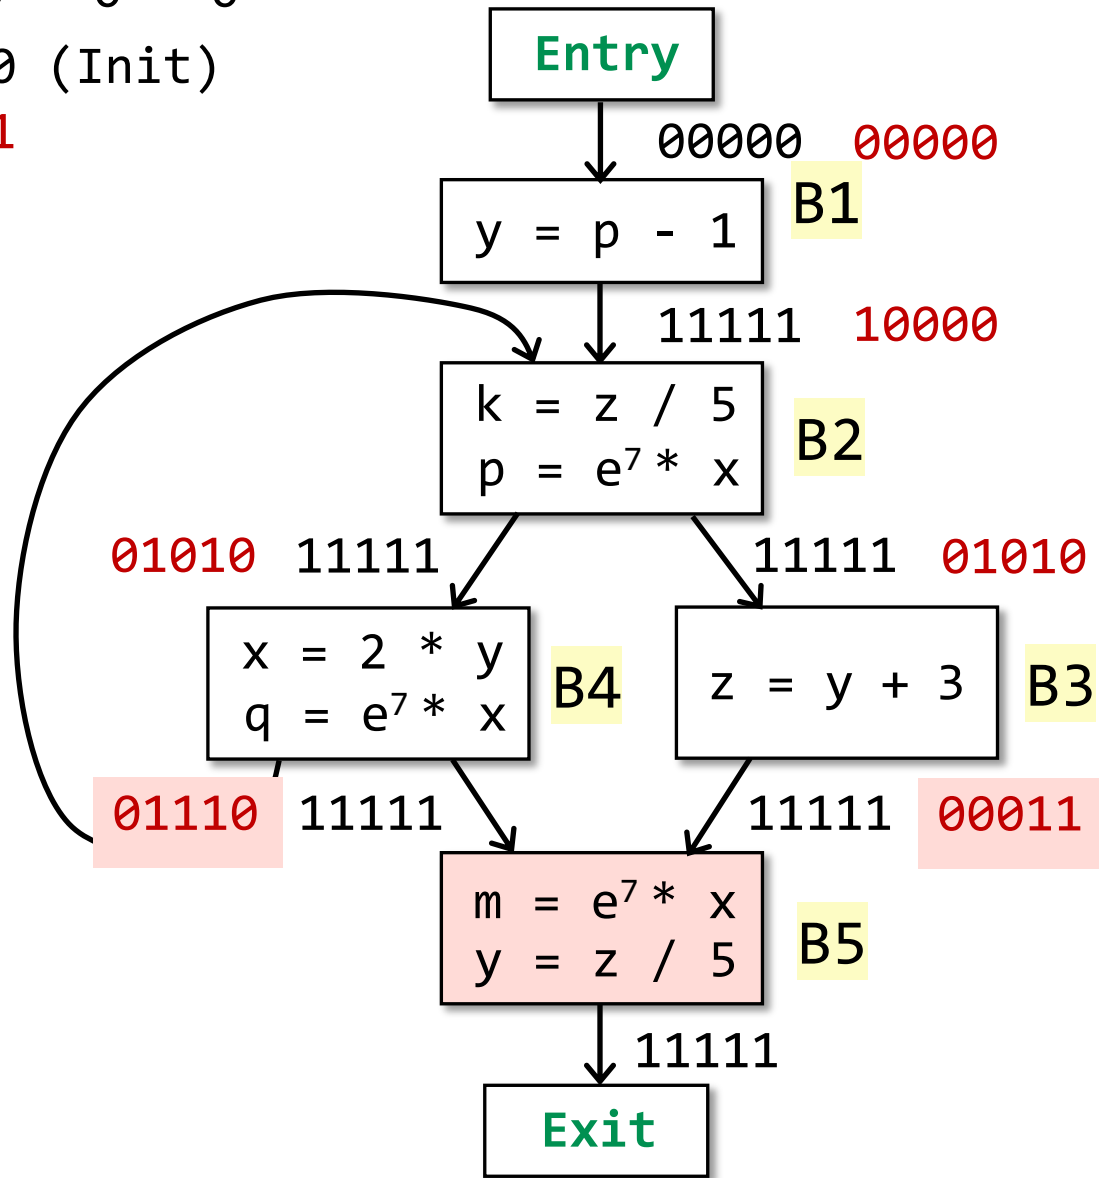 0 (Init)
1
Entry
00000 00000
B1
y = p - 1
11111 10000
k = z / 5
p = e⁷ * x
B2
01010 11111
11111 01010
x = 2 * y
q = e⁷ * x
B4
z = y + 3
B3
01110 11111
11111 00011
m = e⁷ * x
y = z / 5
B5
11111
Exit